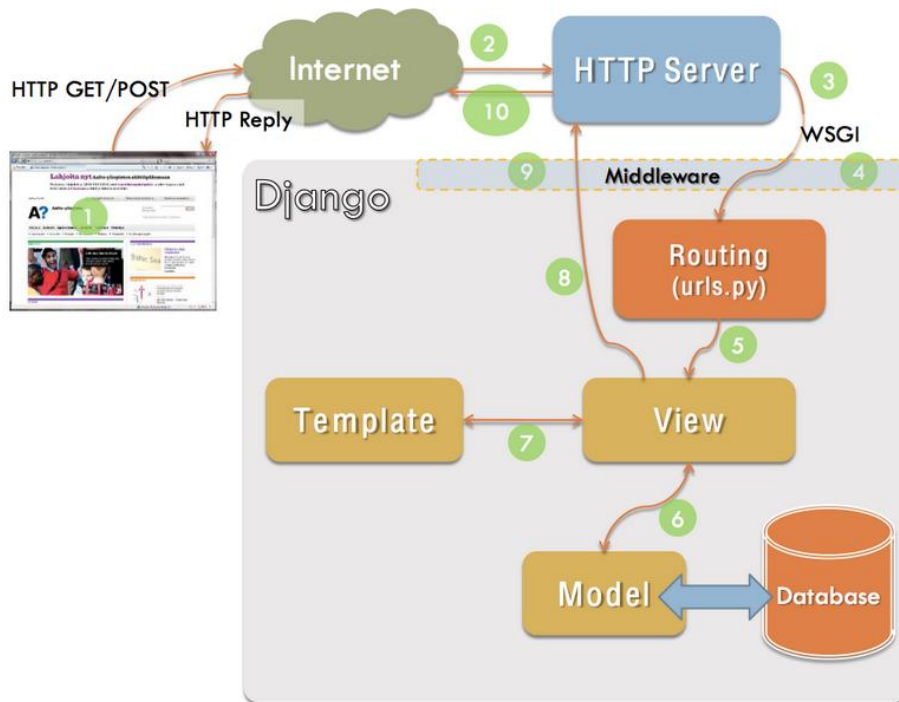 2
Internet
HTTP Server
HTTP GET/POST
3
10
HTTP Reply
WSGI
Lahjoita nyt
9
Middleware
4
Django
A?
1
Routing
(urls.py)
8
5
Template
View
7
6
Model
Database